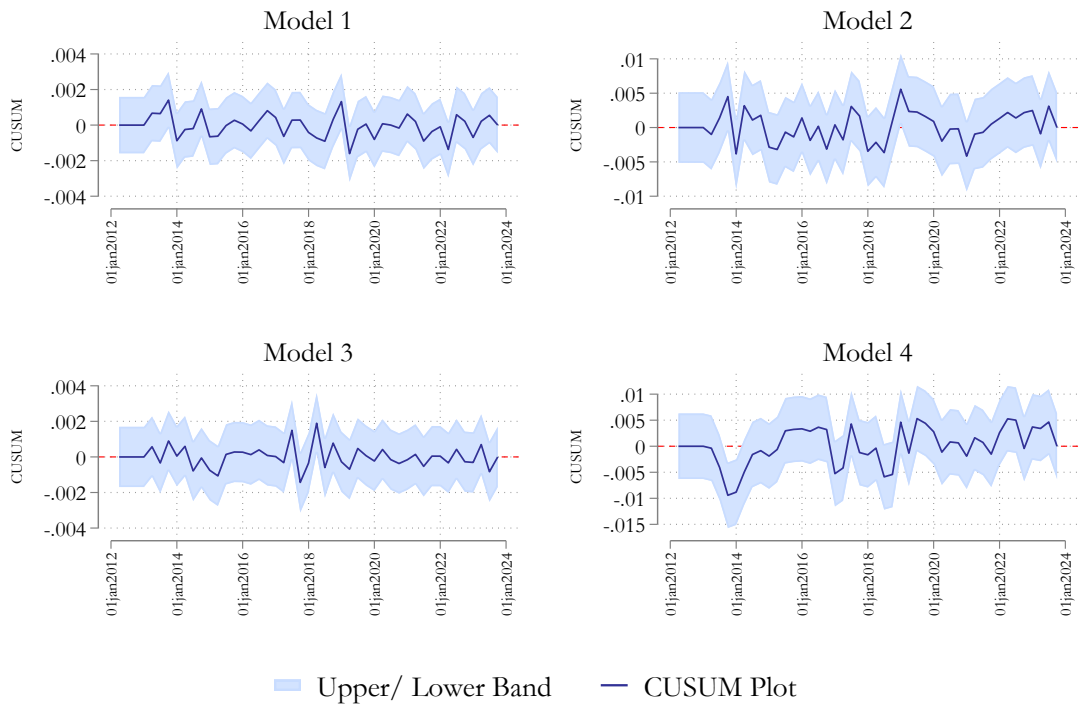 Model 1
CUSUM
.004
.002
0
-.002
-.004
01jan2012
01jan2014
01jan2016
01jan2018
01jan2020
01jan2022
01jan2024
Model 2
CUSUM
.01
.005
0
-.005
-.01
01jan2012
01jan2014
01jan2016
01jan2018
01jan2020
01jan2022
01jan2024
Model 3
CUSUM
.004
.002
0
-.002
-.004
01jan2012
01jan2014
01jan2016
01jan2018
01jan2020
01jan2022
01jan2024
Model 4
CUSUM
.01
.005
0
-.005
-.01
-.015
01jan2012
01jan2014
01jan2016
01jan2018
01jan2020
01jan2022
01jan2024
Upper/ Lower Band
CUSUM Plot